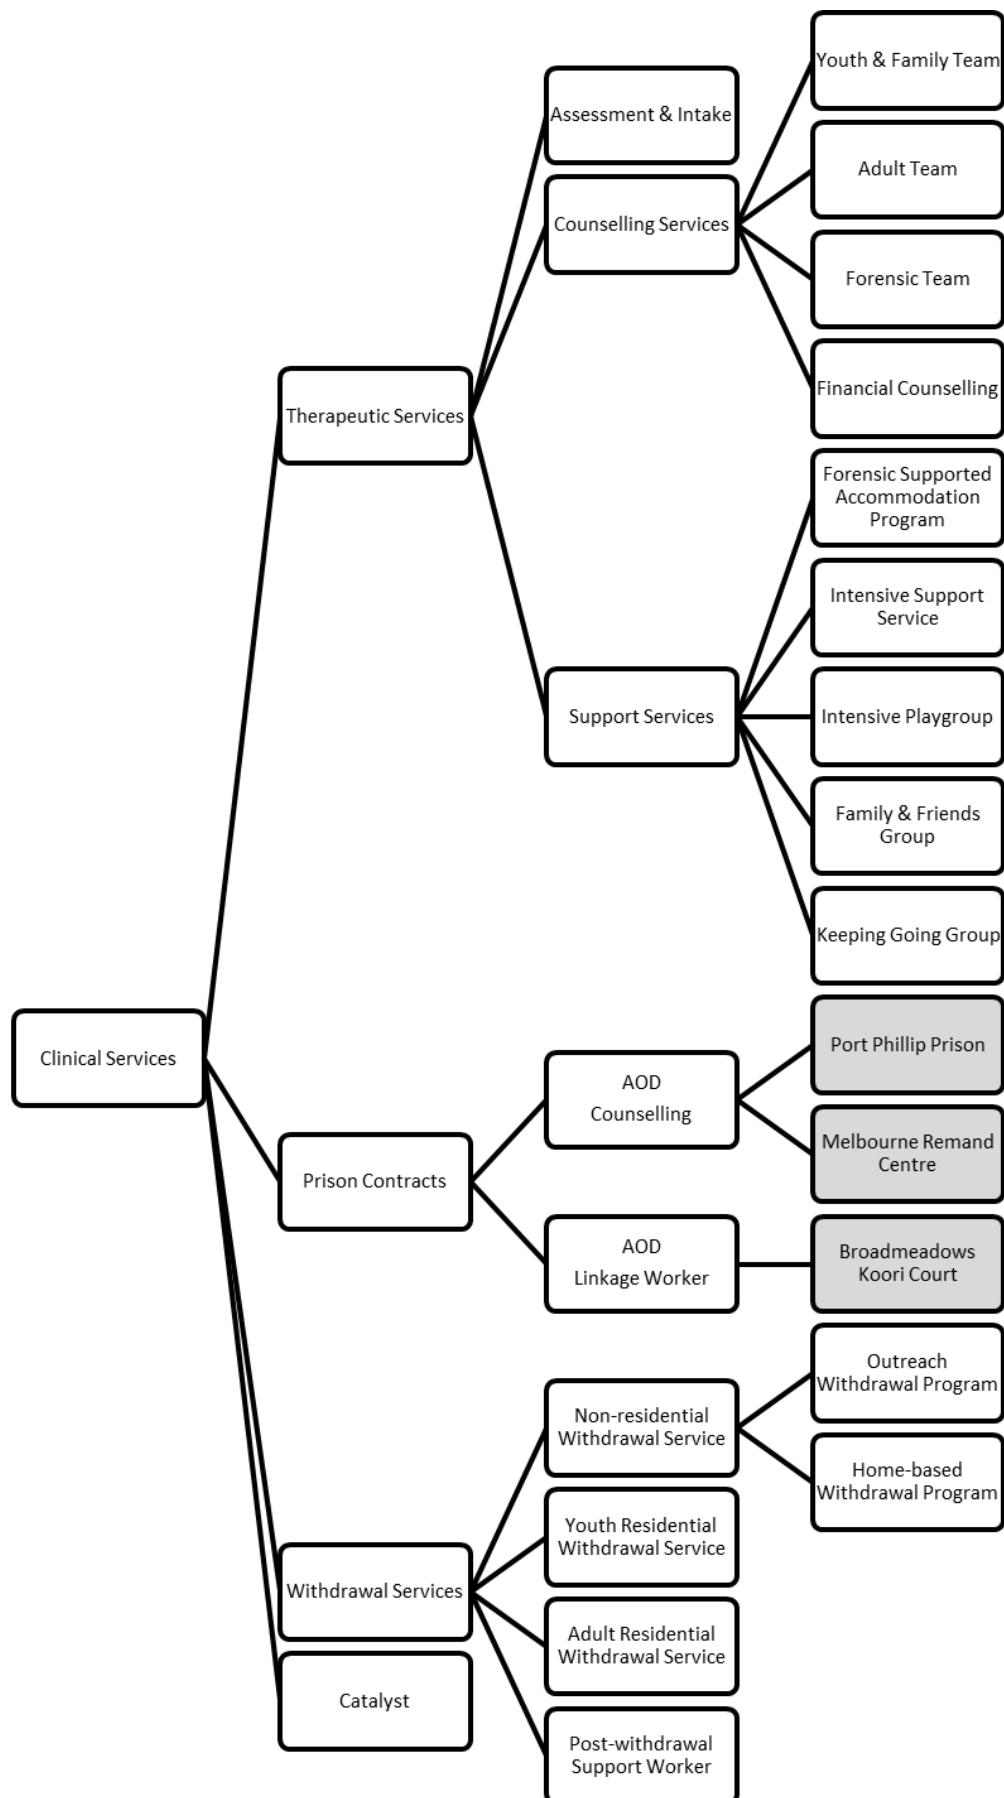 Youth & Family Team
Assessment & Intake
Adult Team
Counselling Services
Forensic Team
Financial Counselling
Therapeutic Services
Forensic Supported
Accommodation
Program
Intensive Support
Service
Support Services
Intensive Playgroup
Family & Friends
Group
Keeping Going Group
Clinical Services
Port Phillip Prison
AOD
Counselling
Melbourne Remand
Centre
Prison Contracts
AOD
Linkage Worker
Broadmeadows
Koori Court
Outreach
Withdrawal Program
Non-residential
Withdrawal Service
Home-based
Withdrawal Program
Youth Residential
Withdrawal Service
Withdrawal Services
Adult Residential
Withdrawal Service
Catalyst
Post-withdrawal
Support Worker